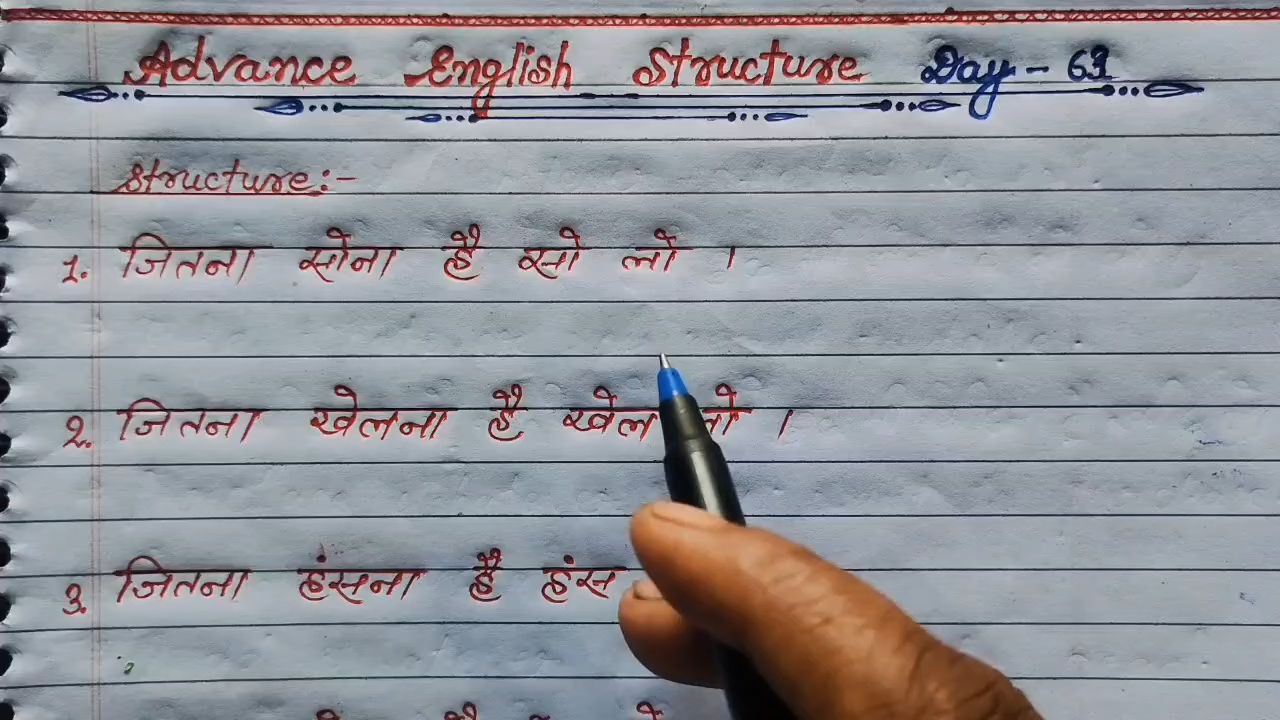 Advance English Structure Day - 63
Structure:-
1. जितना सोना है सो लो ।
2. जितना खेलना है खेल लो ।
3. जितना हंसना है हंस